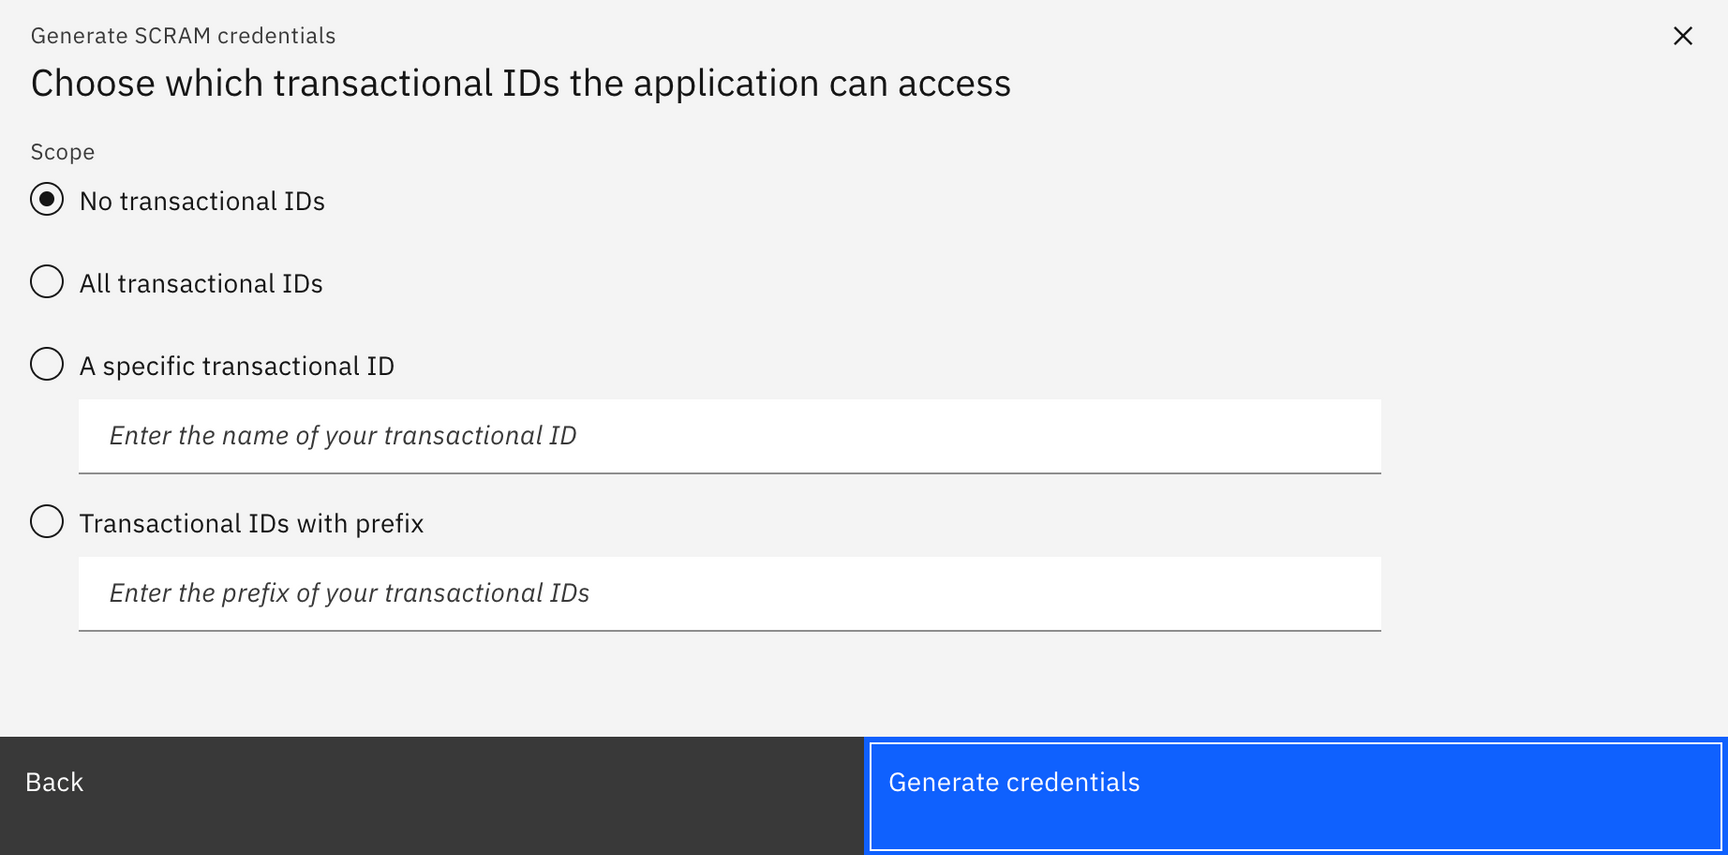 Generate SCRAM credentials
Choose which transactional IDs the application can access
Scope
No transactional IDs
All transactional IDs
A specific transactional ID
Enter the name of your transactional ID
Transactional IDs with prefix
Enter the prefix of your transactional IDs
Back
Generate credentials